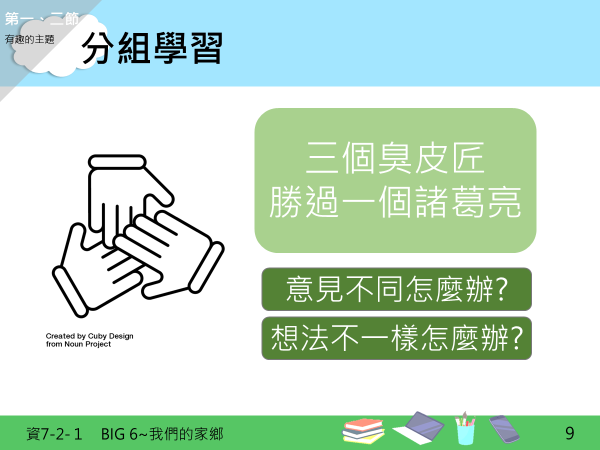 第一、二節
有趣的主題
分組學習
三個臭皮匠
勝過一個諸葛亮
意見不同怎麼辦?
想法不一樣怎麼辦?
Created by Cuby Design
from Noun Project
資7-2-1 BIG 6~我們的家鄉
9